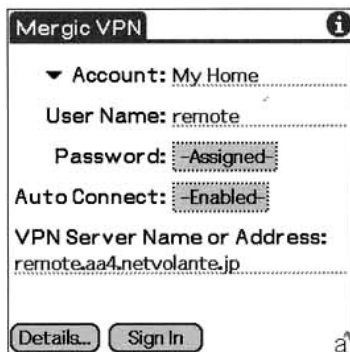 Mergic VPN i
▼ Account: My Home
User Name: remote
Password: -Assigned-
Auto Connect: -Enabled-
VPN Server Name or Address:
remote.aa4.netvolante.jp
Details... Sign In a